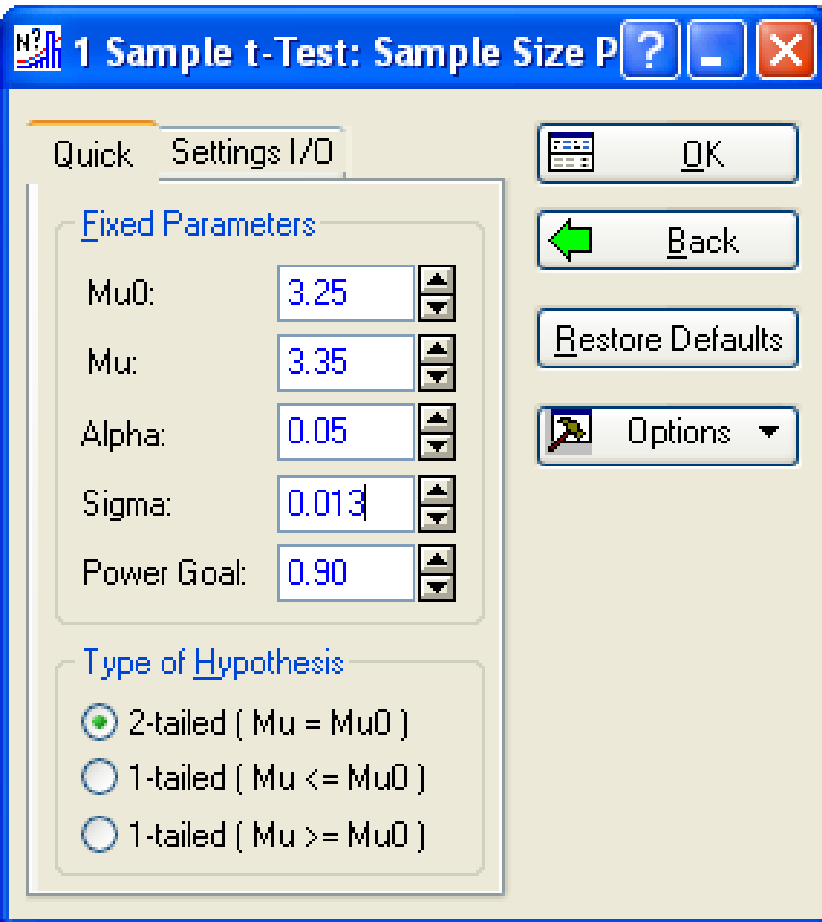 1 Sample t-Test: Sample Size P
Quick
Settings I/O
Fixed Parameters
Mu0: 3.25
Mu: 3.35
Alpha: 0.05
Sigma: 0.013
Power Goal: 0.90
Type of Hypothesis
2-tailed ( Mu = Mu0 )
1-tailed ( Mu <= Mu0 )
1-tailed ( Mu >= Mu0 )
OK
Back
Restore Defaults
Options